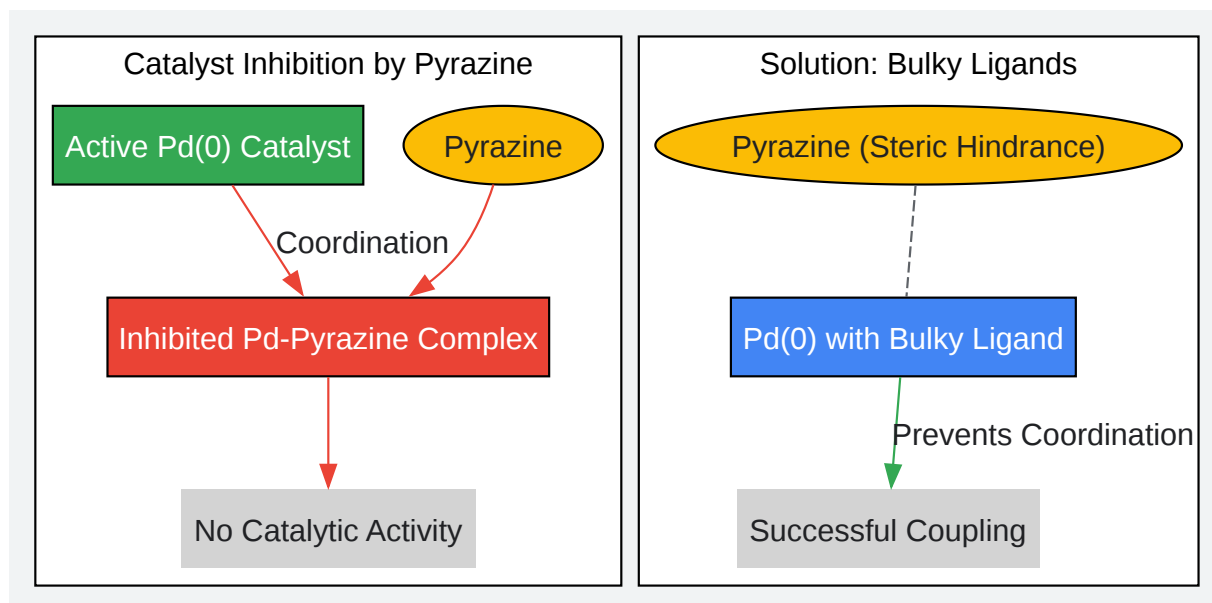 Catalyst Inhibition by Pyrazine
Active Pd(0) Catalyst
Pyrazine
Coordination
Inhibited Pd-Pyrazine Complex
No Catalytic Activity
Solution: Bulky Ligands
Pyrazine (Steric Hindrance)
Pd(0) with Bulky Ligand
Prevents Coordination
Successful Coupling